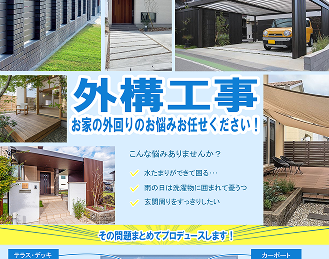 外構工事
お家の外回りのお悩みお任せください！
こんな悩みありませんか？
水たまりができて困る･･･
雨の日は洗濯物に囲まれて憂うつ
玄関周りをすっきりしたい
その問題まとめてプロデュースします！
テラス・デッキ
カーポート